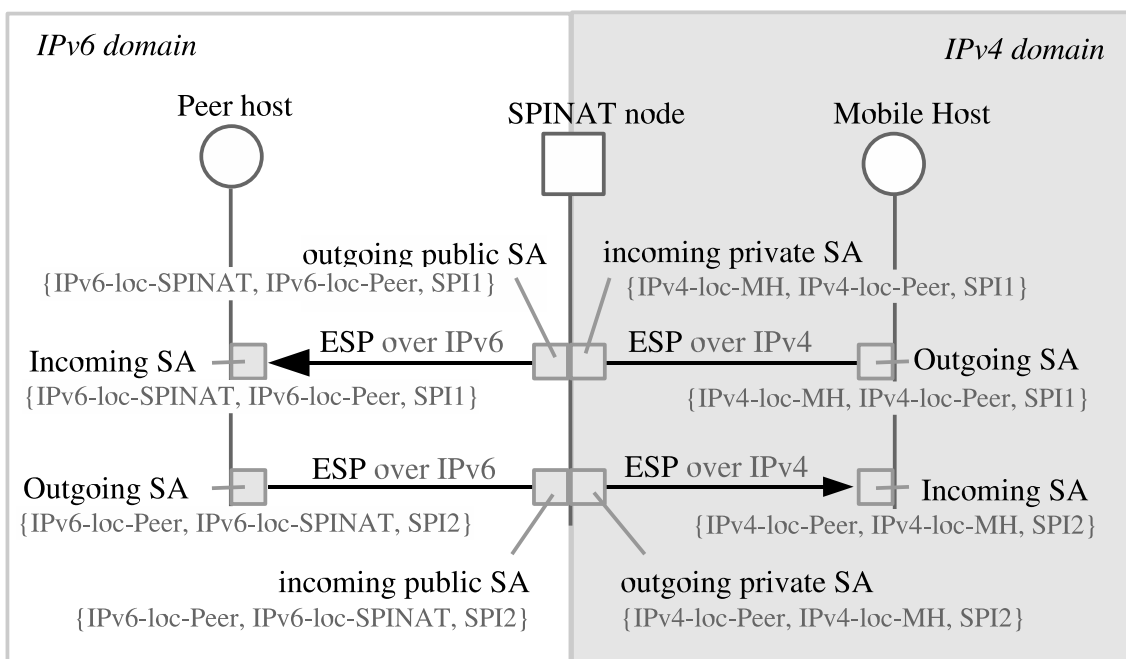 IPv6 domain
IPv4 domain
Peer host
SPINAT node
Mobile Host
outgoing public SA
incoming private SA
{IPv6-loc-SPINAT, IPv6-loc-Peer, SPI1}
{IPv4-loc-MH, IPv4-loc-Peer, SPI1}
ESP over IPv6
ESP over IPv4
Incoming SA
Outgoing SA
{IPv6-loc-SPINAT, IPv6-loc-Peer, SPI1}
{IPv4-loc-MH, IPv4-loc-Peer, SPI1}
ESP over IPv6
ESP over IPv4
Outgoing SA
Incoming SA
{IPv6-loc-Peer, IPv6-loc-SPINAT, SPI2}
{IPv4-loc-Peer, IPv4-loc-MH, SPI2}
incoming public SA
outgoing private SA
{IPv6-loc-Peer, IPv6-loc-SPINAT, SPI2}
{IPv4-loc-Peer, IPv4-loc-MH, SPI2}